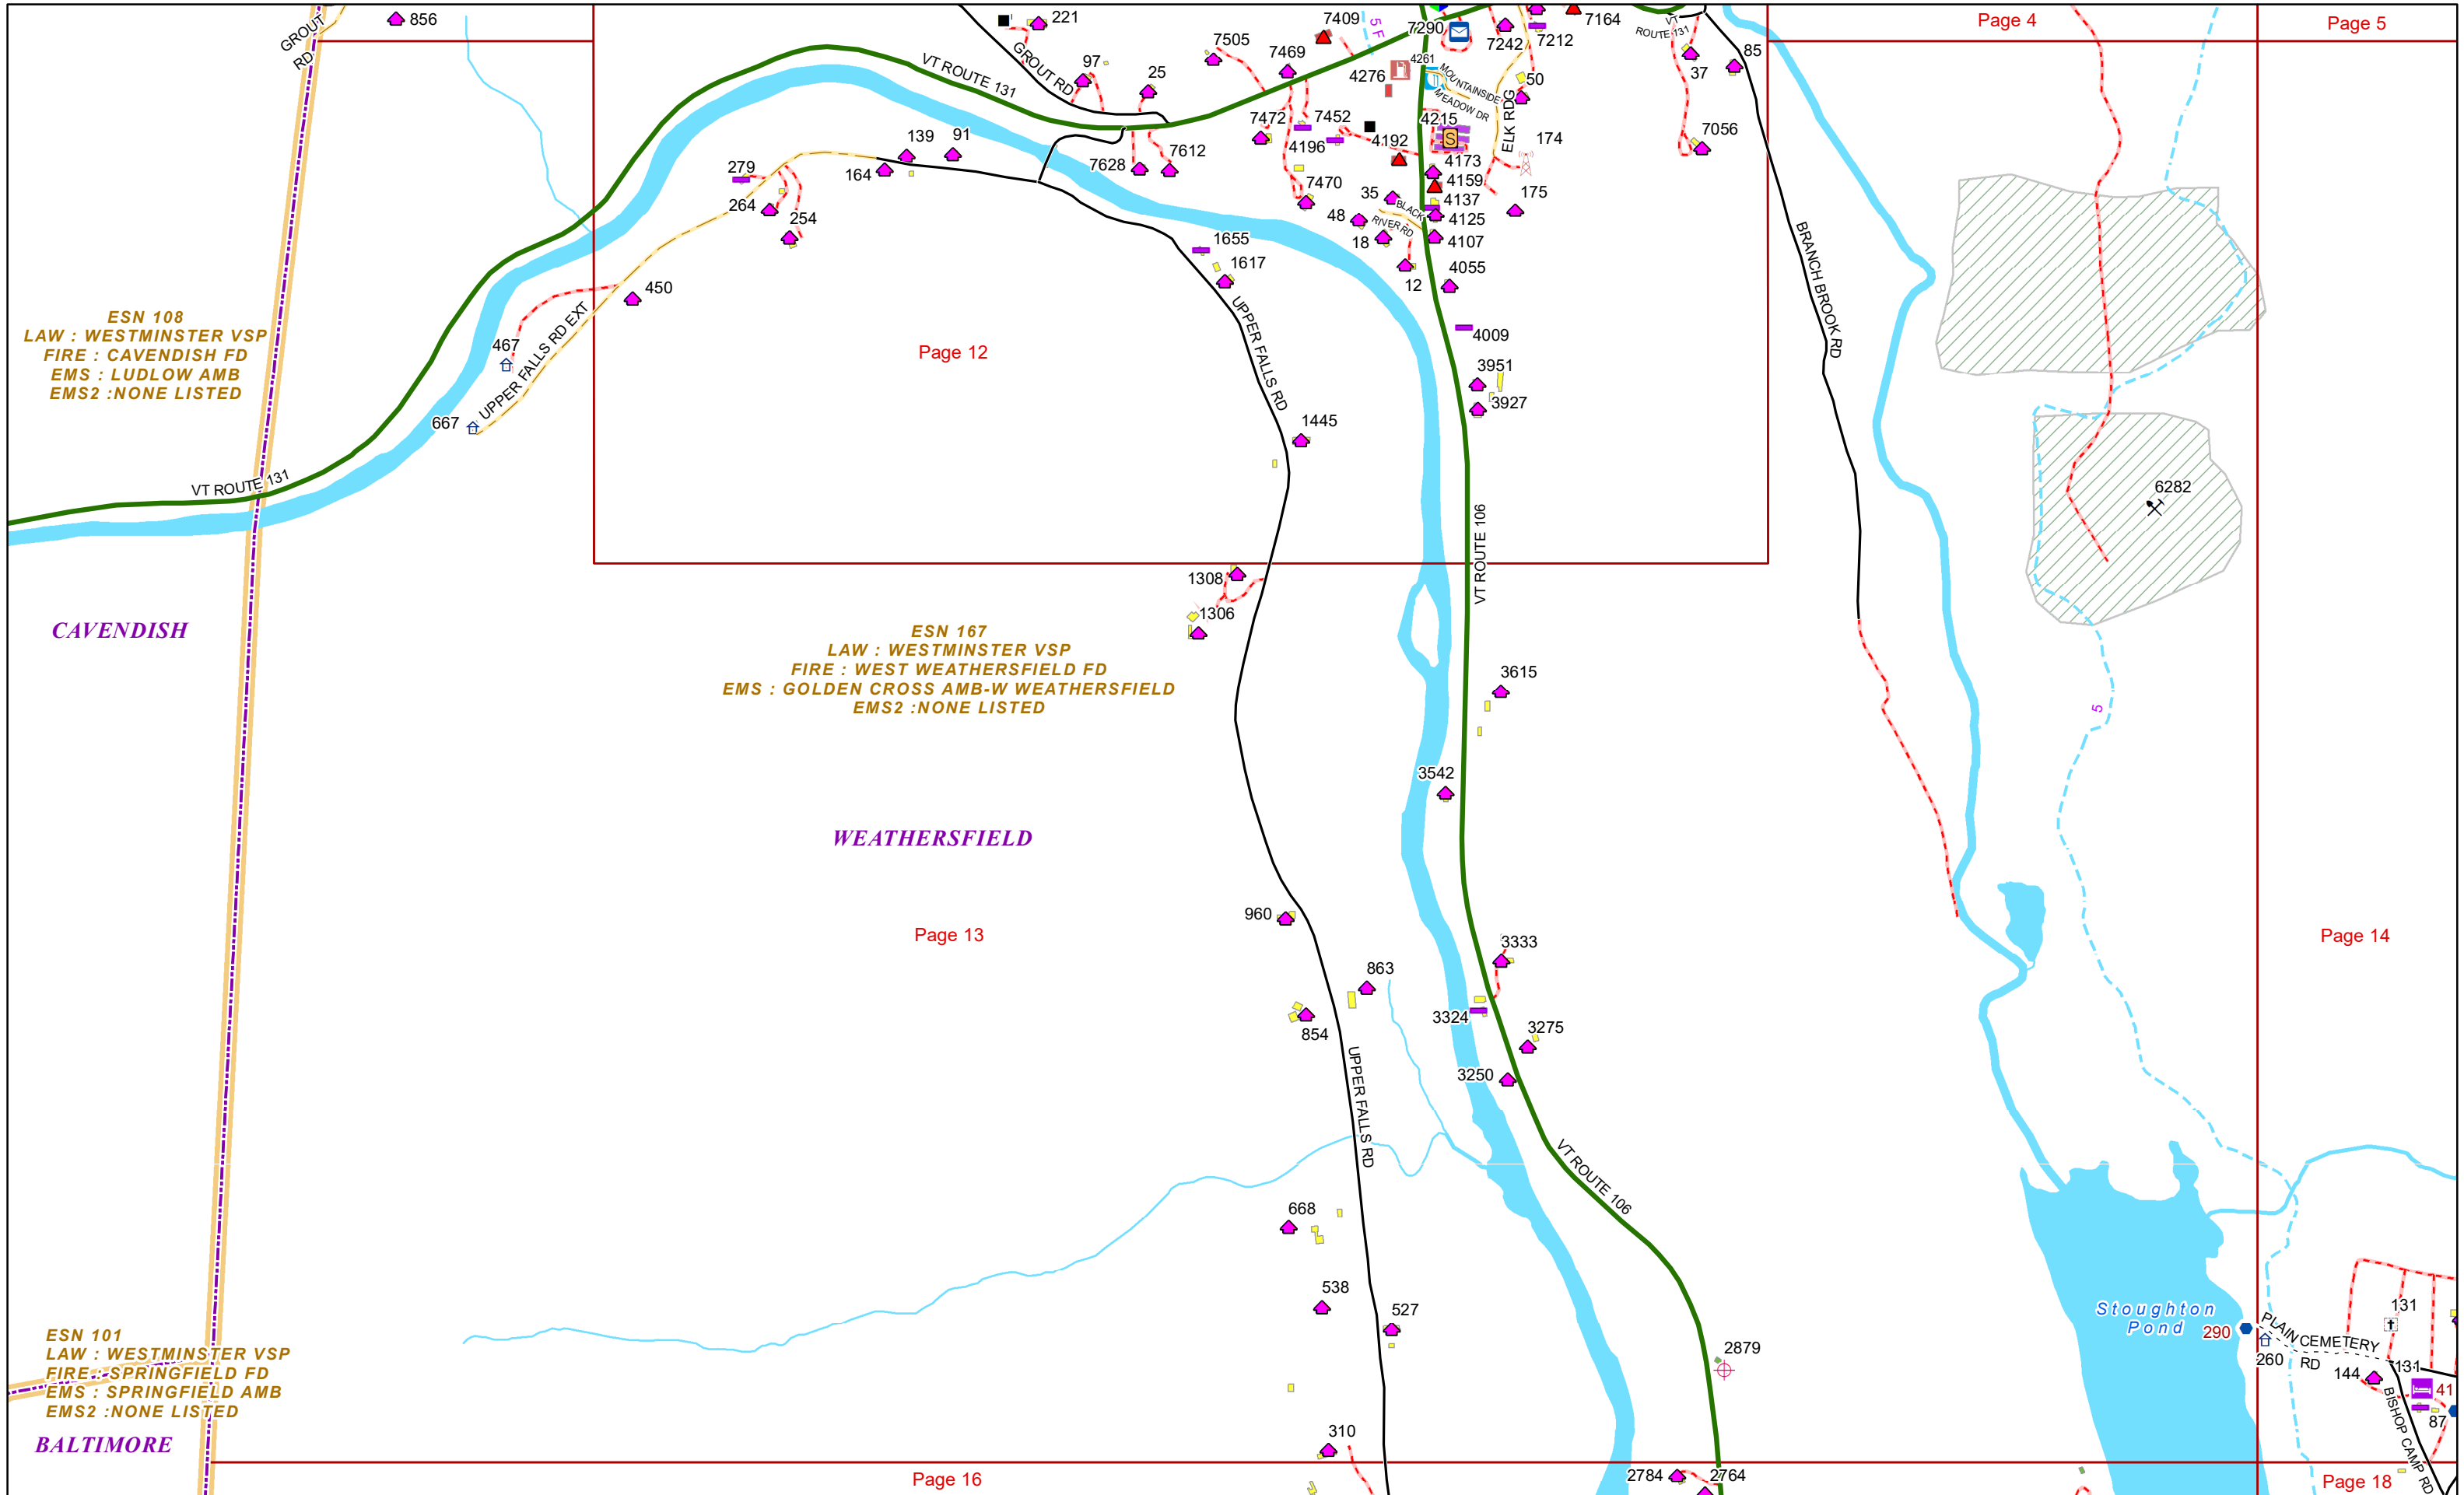 GROUT
RD
856
221
GROUT RD
97
25
VT ROUTE 131
7505
7469
7409
5 F
7290
7242
7212
7164
VT
ROUTE 131
37
85
Page 4
Page 5
4276
4261
MOUNTAINSIDE
MEADOW DR
50
ELK RDG
7472
7452
4196
4192
4215
S
174
7056
139
91
164
7628
7612
279
264
254
7470
35
48
18
12
BLACK
RIVER RD
4173
4159
4137
4125
4107
4055
175
1655
1617
450
467
667
UPPER FALLS RD EXT
UPPER FALLS RD
BRANCH BROOK RD
ESN 108
LAW : WESTMINSTER VSP
FIRE : CAVENDISH FD
EMS : LUDLOW AMB
EMS2 :NONE LISTED
Page 12
4009
3951
3927
1445
VT ROUTE 131
VT ROUTE 106
6282
1308
1306
CAVENDISH
ESN 167
LAW : WESTMINSTER VSP
FIRE : WEST WEATHERSFIELD FD
EMS : GOLDEN CROSS AMB-W WEATHERSFIELD
EMS2 :NONE LISTED
3615
5
3542
WEATHERSFIELD
960
Page 13
Page 14
3333
863
854
3324
3275
3250
UPPER FALLS RD
VT ROUTE 106
668
538
527
Stoughton
Pond
290
PLAIN CEMETERY
RD
260
131
144
131
41
87
BISHOP CAMP RD
2879
ESN 101
LAW : WESTMINSTER VSP
FIRE : SPRINGFIELD FD
EMS : SPRINGFIELD AMB
EMS2 :NONE LISTED
BALTIMORE
310
Page 16
2784
2764
Page 18